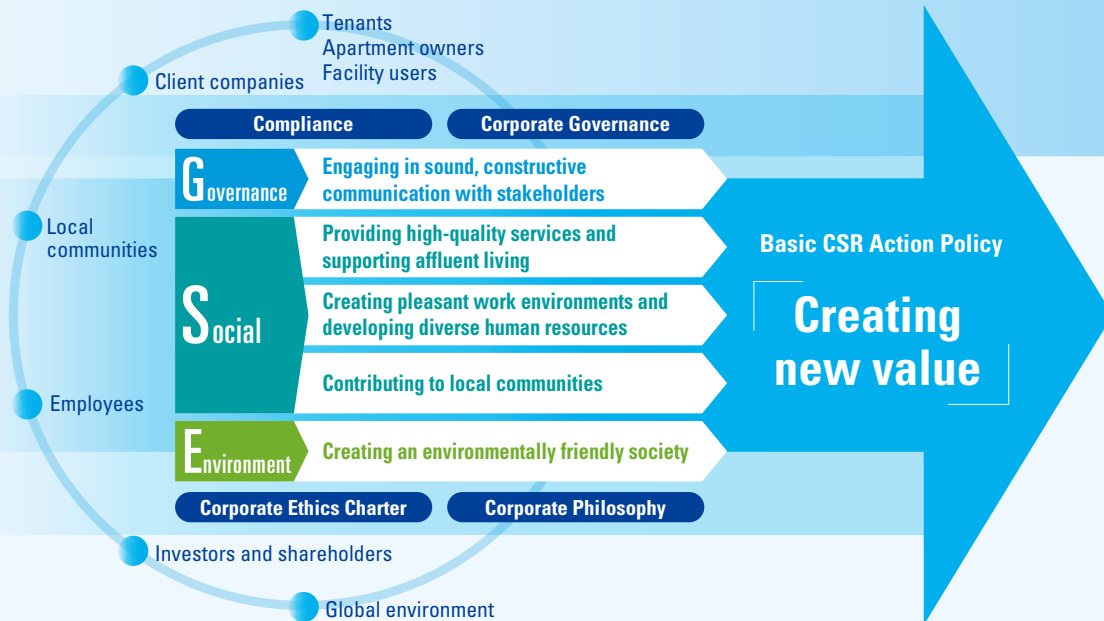 Tenants
Apartment owners
Facility users
Client companies
Compliance
Corporate Governance
Governance
Engaging in sound, constructive
communication with stakeholders
Local
communities
Social
Providing high-quality services and
supporting affluent living
Creating pleasant work environments and
developing diverse human resources
Contributing to local communities
Basic CSR Action Policy
Creating
new value
Employees
Environment
Creating an environmentally friendly society
Corporate Ethics Charter
Corporate Philosophy
Investors and shareholders
Global environment